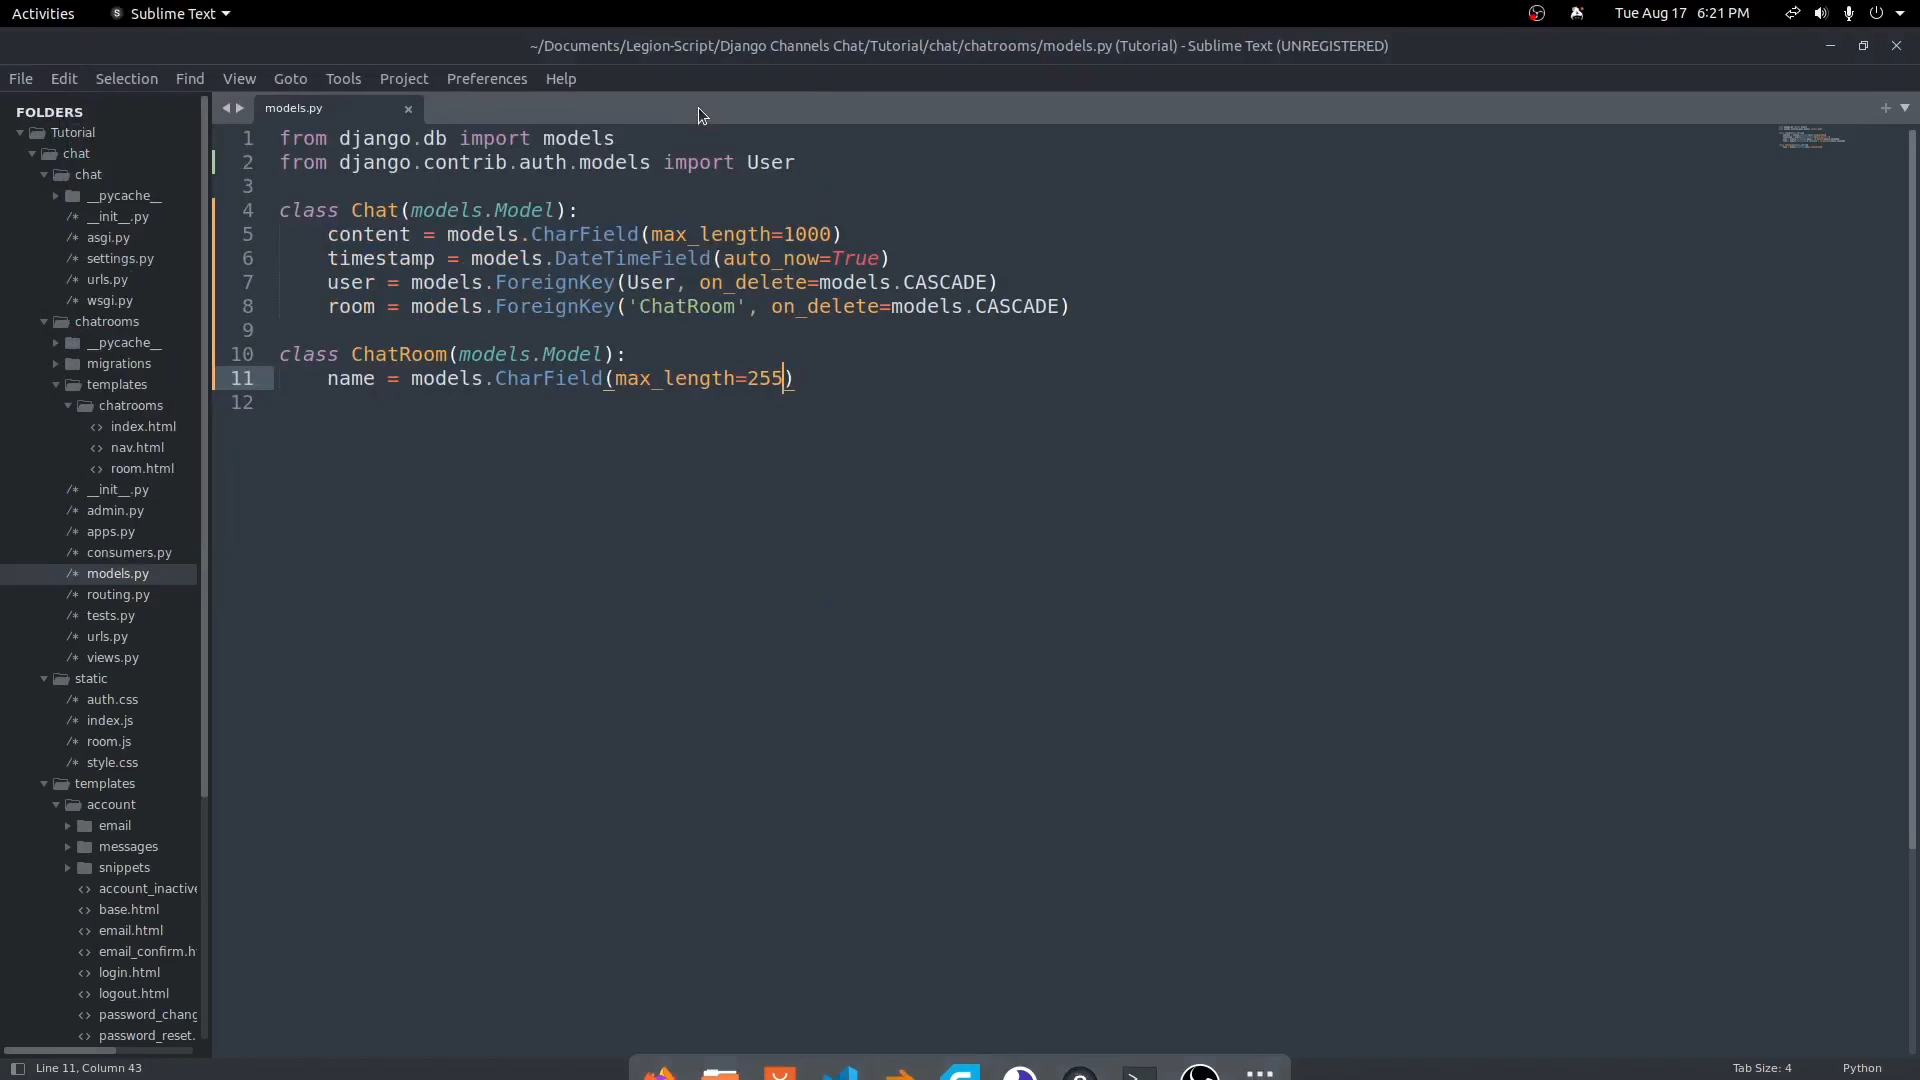 Activities
Sublime Text
Tue Aug 17 6:21 PM
~/Documents/Legion-Script/Django Channels Chat/Tutorial/chat/chatrooms/models.py (Tutorial) - Sublime Text (UNREGISTERED)
File Edit Selection Find View Goto Tools Project Preferences Help
FOLDERS
Tutorial
chat
chat
__pycache__
/* __init__.py
/* asgi.py
/* settings.py
/* urls.py
/* wsgi.py
chatrooms
__pycache__
migrations
templates
chatrooms
<> index.html
<> nav.html
<> room.html
/* __init__.py
/* admin.py
/* apps.py
/* consumers.py
/* models.py
/* routing.py
/* tests.py
/* urls.py
/* views.py
static
/* auth.css
/* index.js
/* room.js
/* style.css
templates
account
email
messages
snippets
<> account_inactive
<> base.html
<> email.html
<> email_confirm.h
<> login.html
<> logout.html
<> password_chang
<> password_reset.
models.py
1 from django.db import models
2 from django.contrib.auth.models import User
3
4 class Chat(models.Model):
5 content = models.CharField(max_length=1000)
6 timestamp = models.DateTimeField(auto_now=True)
7 user = models.ForeignKey(User, on_delete=models.CASCADE)
8 room = models.ForeignKey('ChatRoom', on_delete=models.CASCADE)
9
10 class ChatRoom(models.Model):
11 name = models.CharField(max_length=255)
12
Line 11, Column 43
Tab Size: 4
Python